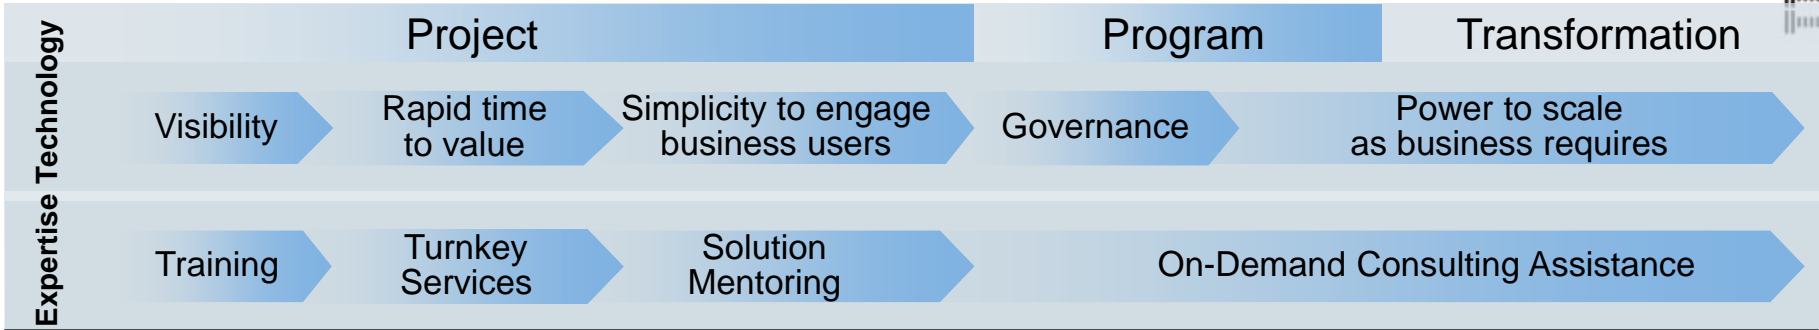 Project
Program
Transformation
Technology
Visibility
Rapid time
to value
Simplicity to engage
business users
Governance
Power to scale
as business requires
Expertise
Training
Turnkey
Services
Solution
Mentoring
On-Demand Consulting Assistance